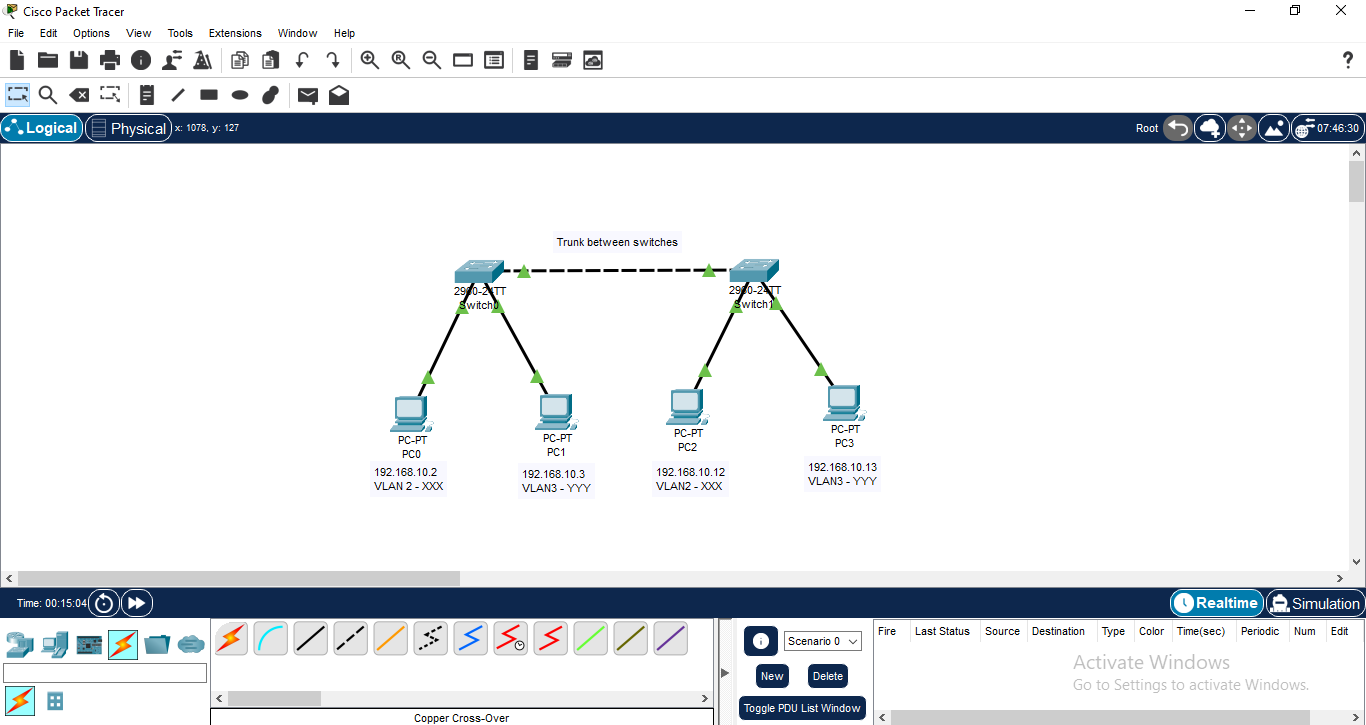 Cisco Packet Tracer
File Edit Options View Tools Extensions Window Help
Logical Physical x: 1078, y: 127 Root 07:46:30
Trunk between switches
2960-24TT
Switch0
2960-24TT
Switch1
PC-PT
PC0
192.168.10.2
VLAN 2 - XXX
PC-PT
PC1
192.168.10.3
VLAN3 - YYY
PC-PT
PC2
192.168.10.12
VLAN2 - XXX
PC-PT
PC3
192.168.10.13
VLAN3 - YYY
Time: 00:15:04 Realtime Simulation
Scenario 0
New Delete
Toggle PDU List Window
Fire Last Status Source Destination Type Color Time(sec) Periodic Num Edit
Activate Windows
Go to Settings to activate Windows.
Copper Cross-Over